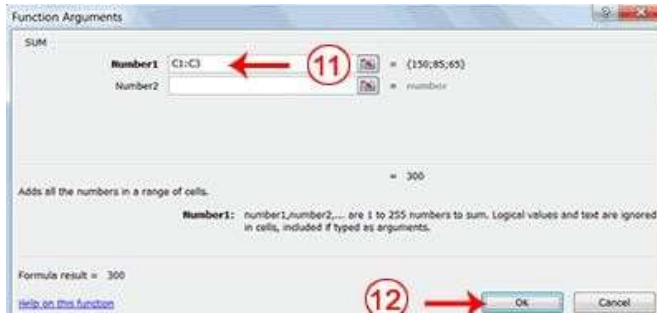 Function Arguments
SUM
Number1 C1:C3 11 = {150;85;65}
Number2 = number
= 300
Adds all the numbers in a range of cells.
Number1: number1,number2,... are 1 to 255 numbers to sum. Logical values and text are ignored
in cells, included if typed as arguments.
Formula result = 300
Help on this function 12 Ok Cancel